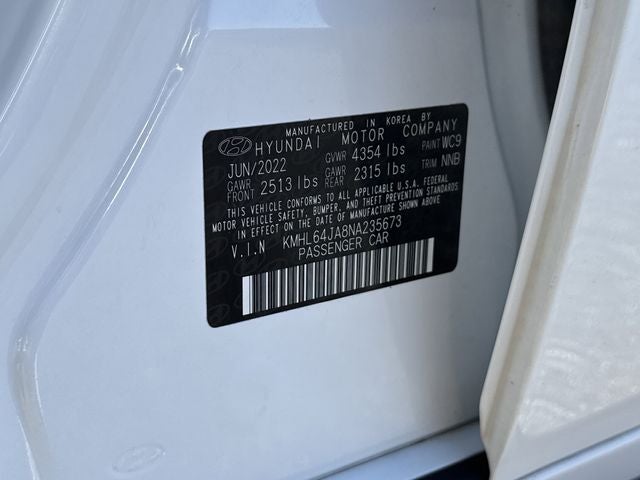 MANUFACTURED IN KOREA BY
HYUNDAI MOTOR COMPANY
JUN/2022 GVWR 4354 lbs PAINT WC9
GAWR FRONT 2513 lbs GAWR REAR 2315 lbs TRIM NNB
THIS VEHICLE CONFORMS TO ALL APPLICABLE U.S.A. FEDERAL
MOTOR VEHICLE SAFETY, BUMPER, AND THEFT PREVENTION STANDARDS
IN EFFECT ON THE DATE OF MANUFACTURE SHOWN ABOVE.
V.I.N KMHL64JA8NA235673
PASSENGER CAR